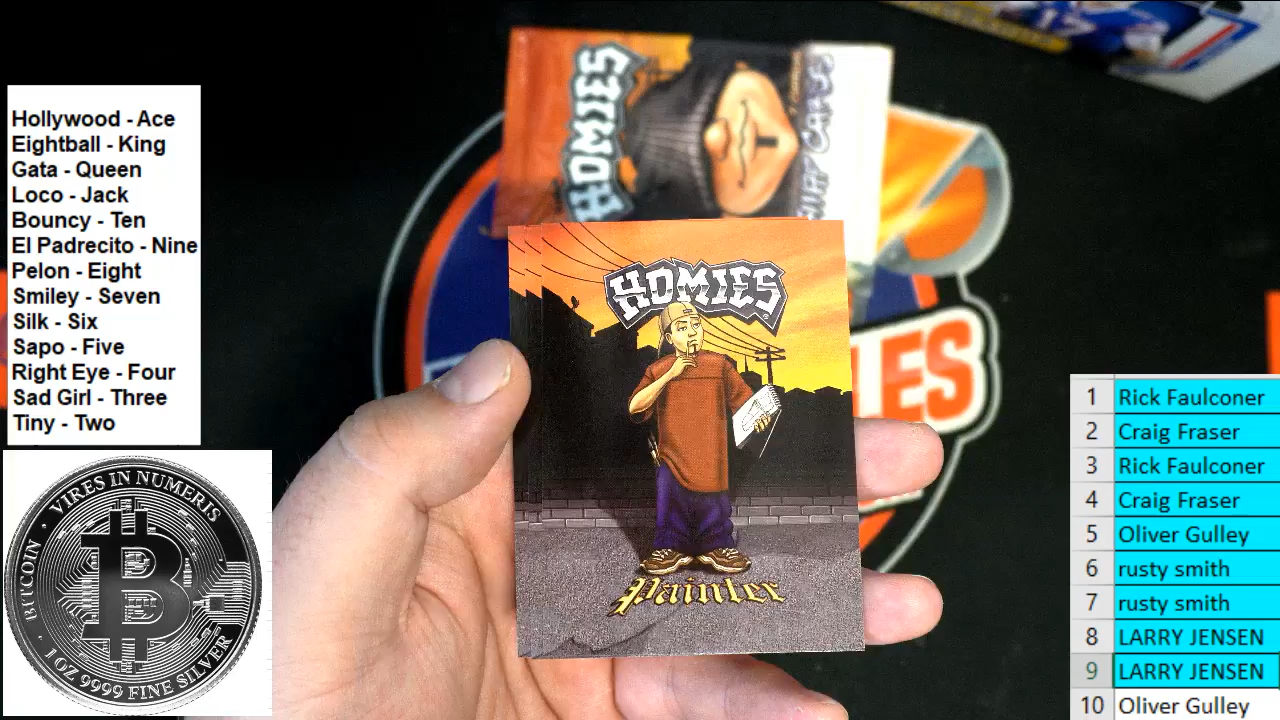 Hollywood - Ace
Eightball - King
Gata - Queen
Loco - Jack
Bouncy - Ten
El Padrecito - Nine
Pelon - Eight
Smiley - Seven
Silk - Six
Sapo - Five
Right Eye - Four
Sad Girl - Three
Tiny - Two
BITCOIN · VIRES IN NUMERIS ·
1 OZ 9999 FINE SILVER
HOMIES
HOMIES
Painter
LES
1 Rick Faulconer
2 Craig Fraser
3 Rick Faulconer
4 Craig Fraser
5 Oliver Gulley
6 rusty smith
7 rusty smith
8 LARRY JENSEN
9 LARRY JENSEN
10 Oliver Gulley